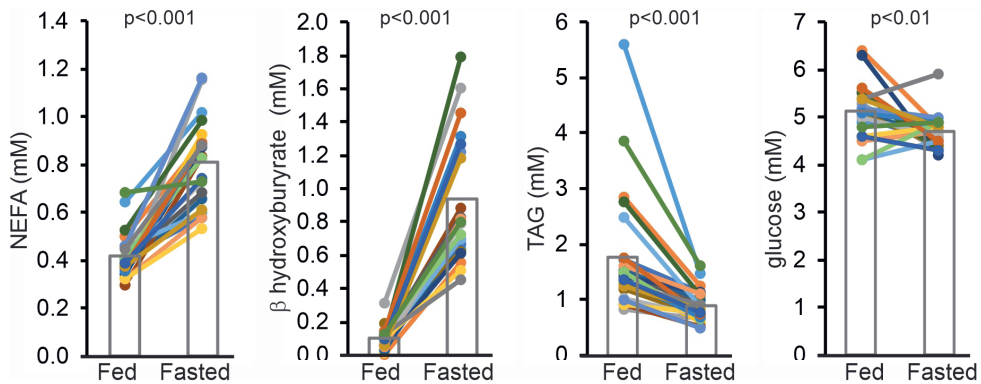 p<0.001
NEFA (mM)
1.4
1.2
1.0
0.8
0.6
0.4
0.2
0.0
Fed Fasted
p<0.001
β hydroxyburyrate (mM)
2.0
1.8
1.6
1.4
1.2
1.0
0.8
0.6
0.4
0.2
0.0
Fed Fasted
p<0.001
TAG (mM)
6
5
4
3
2
1
0
Fed Fasted
p<0.01
glucose (mM)
7
6
5
4
3
2
1
0
Fed Fasted